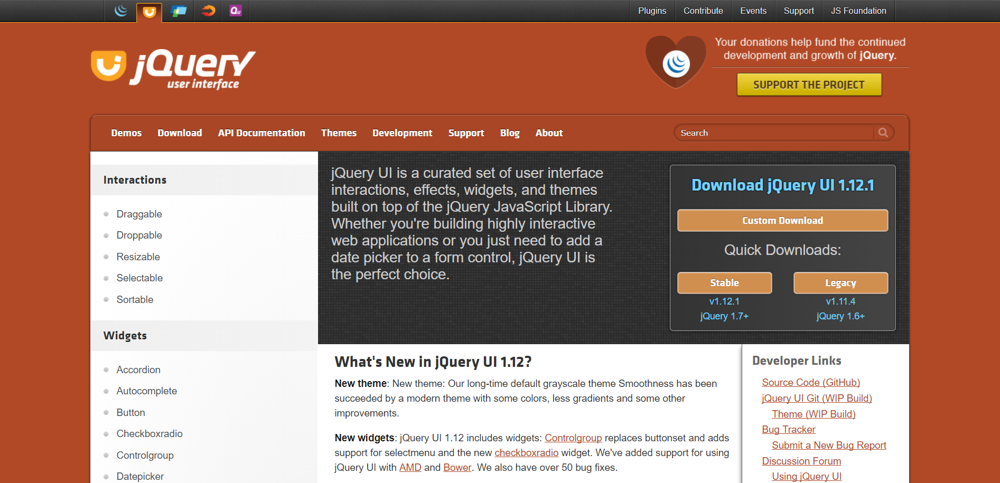 Qu
Plugins
Contribute
Events
Support
JS Foundation
jQuery
user interface
Your donations help fund the continued
development and growth of jQuery.
SUPPORT THE PROJECT
Demos
Download
API Documentation
Themes
Development
Support
Blog
About
Search
Interactions
Draggable
Droppable
Resizable
Selectable
Sortable
Widgets
Accordion
Autocomplete
Button
Checkboxradio
Controlgroup
Datepicker
jQuery UI is a curated set of user interface
interactions, effects, widgets, and themes
built on top of the jQuery JavaScript Library.
Whether you're building highly interactive
web applications or you just need to add a
date picker to a form control, jQuery UI is
the perfect choice.
Download jQuery UI 1.12.1
Custom Download
Quick Downloads:
Stable
v1.12.1
jQuery 1.7+
Legacy
v1.11.4
jQuery 1.6+
What's New in jQuery UI 1.12?
New theme: New theme: Our long-time default grayscale theme Smoothness has been
succeeded by a modern theme with some colors, less gradients and some other
improvements.
New widgets: jQuery UI 1.12 includes widgets: Controlgroup replaces buttonset and adds
support for selectmenu and the new checkboxradio widget. We've added support for using
jQuery UI with AMD and Bower. We also have over 50 bug fixes.
Developer Links
Source Code (GitHub)
jQuery UI Git (WIP Build)
Theme (WIP Build)
Bug Tracker
Submit a New Bug Report
Discussion Forum
Using jQuery UI